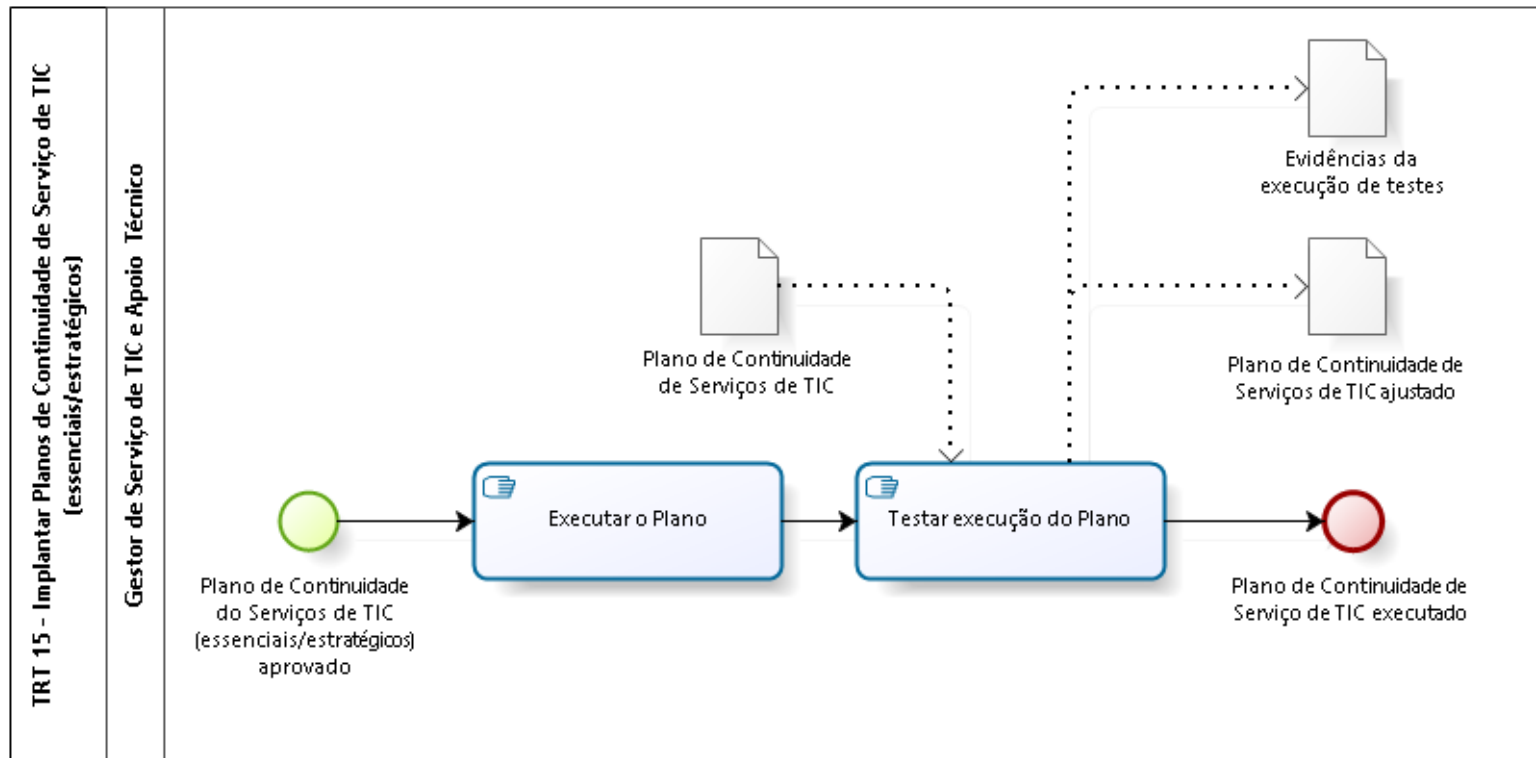 TRT 15 - Implantar Planos de Continuidade de Serviço de TIC
(essenciais/estratégicos)
Gestor de Serviço de TIC e Apoio Técnico
Evidências da
execução de testes
Plano de Continuidade
de Serviços de TIC
Plano de Continuidade de
Serviços de TIC ajustado
Executar o Plano
Testar execução do Plano
Plano de Continuidade
do Serviços de TIC
(essenciais/estratégicos)
aprovado
Plano de Continuidade de
Serviço de TIC executado